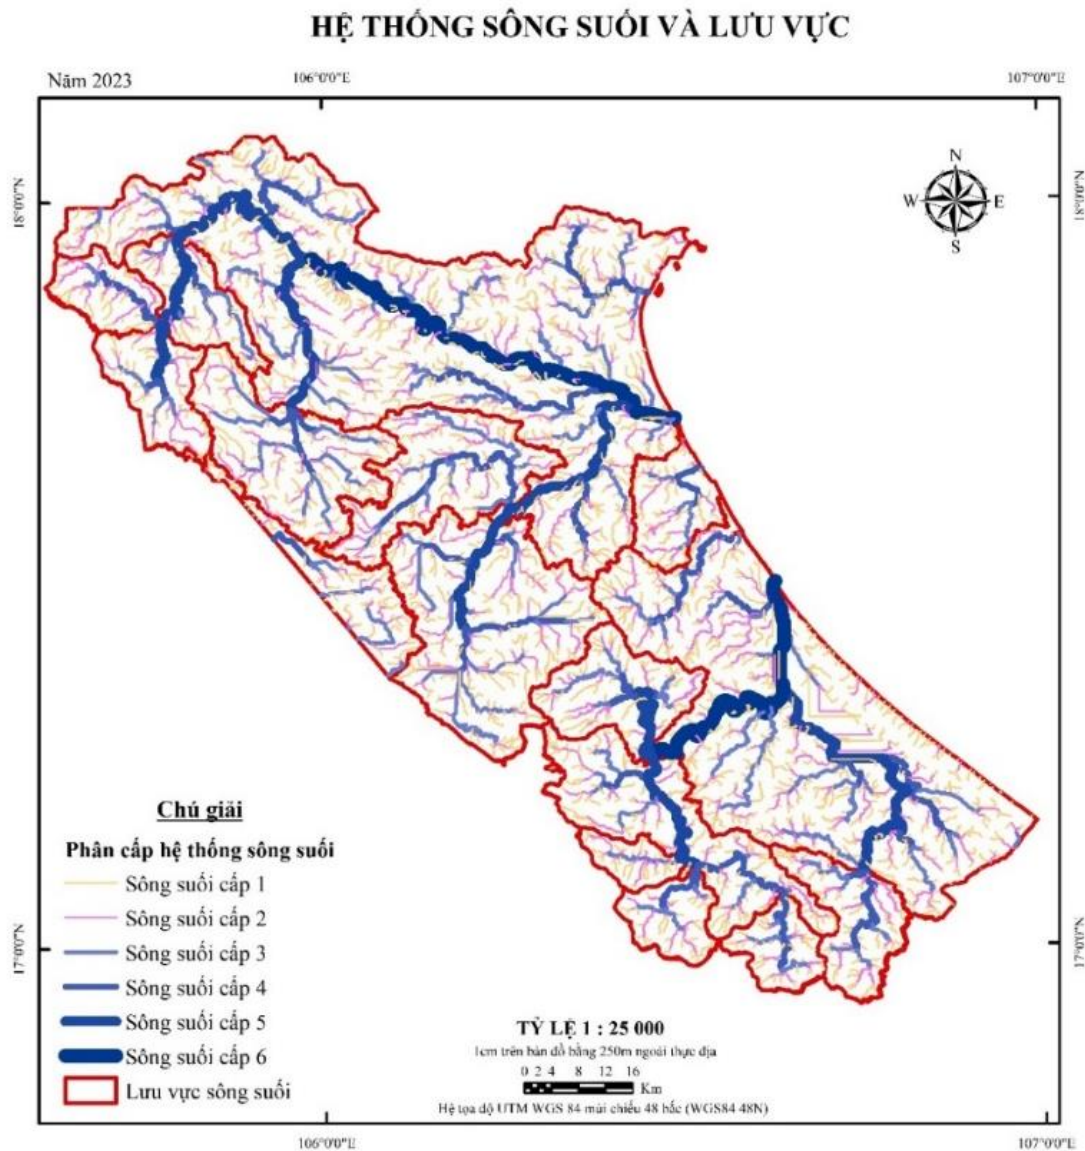 HỆ THỐNG SÔNG SUỐI VÀ LƯU VỰC
Năm 2023
106°0'0"E
107°0'0"E
18°0'0"N
18°0'0"N
N
W
E
S
Chú giải
Phân cấp hệ thống sông suối
Sông suối cấp 1
Sông suối cấp 2
Sông suối cấp 3
Sông suối cấp 4
Sông suối cấp 5
Sông suối cấp 6
Lưu vực sông suối
17°0'0"N
17°0'0"N
TỶ LỆ 1 : 25 000
1cm trên bản đồ bằng 250m ngoài thực địa
0 2 4 8 12 16
Km
Hệ tọa độ UTM WGS 84 múi chiếu 48 bắc (WGS84 48N)
106°0'0"E
107°0'0"E